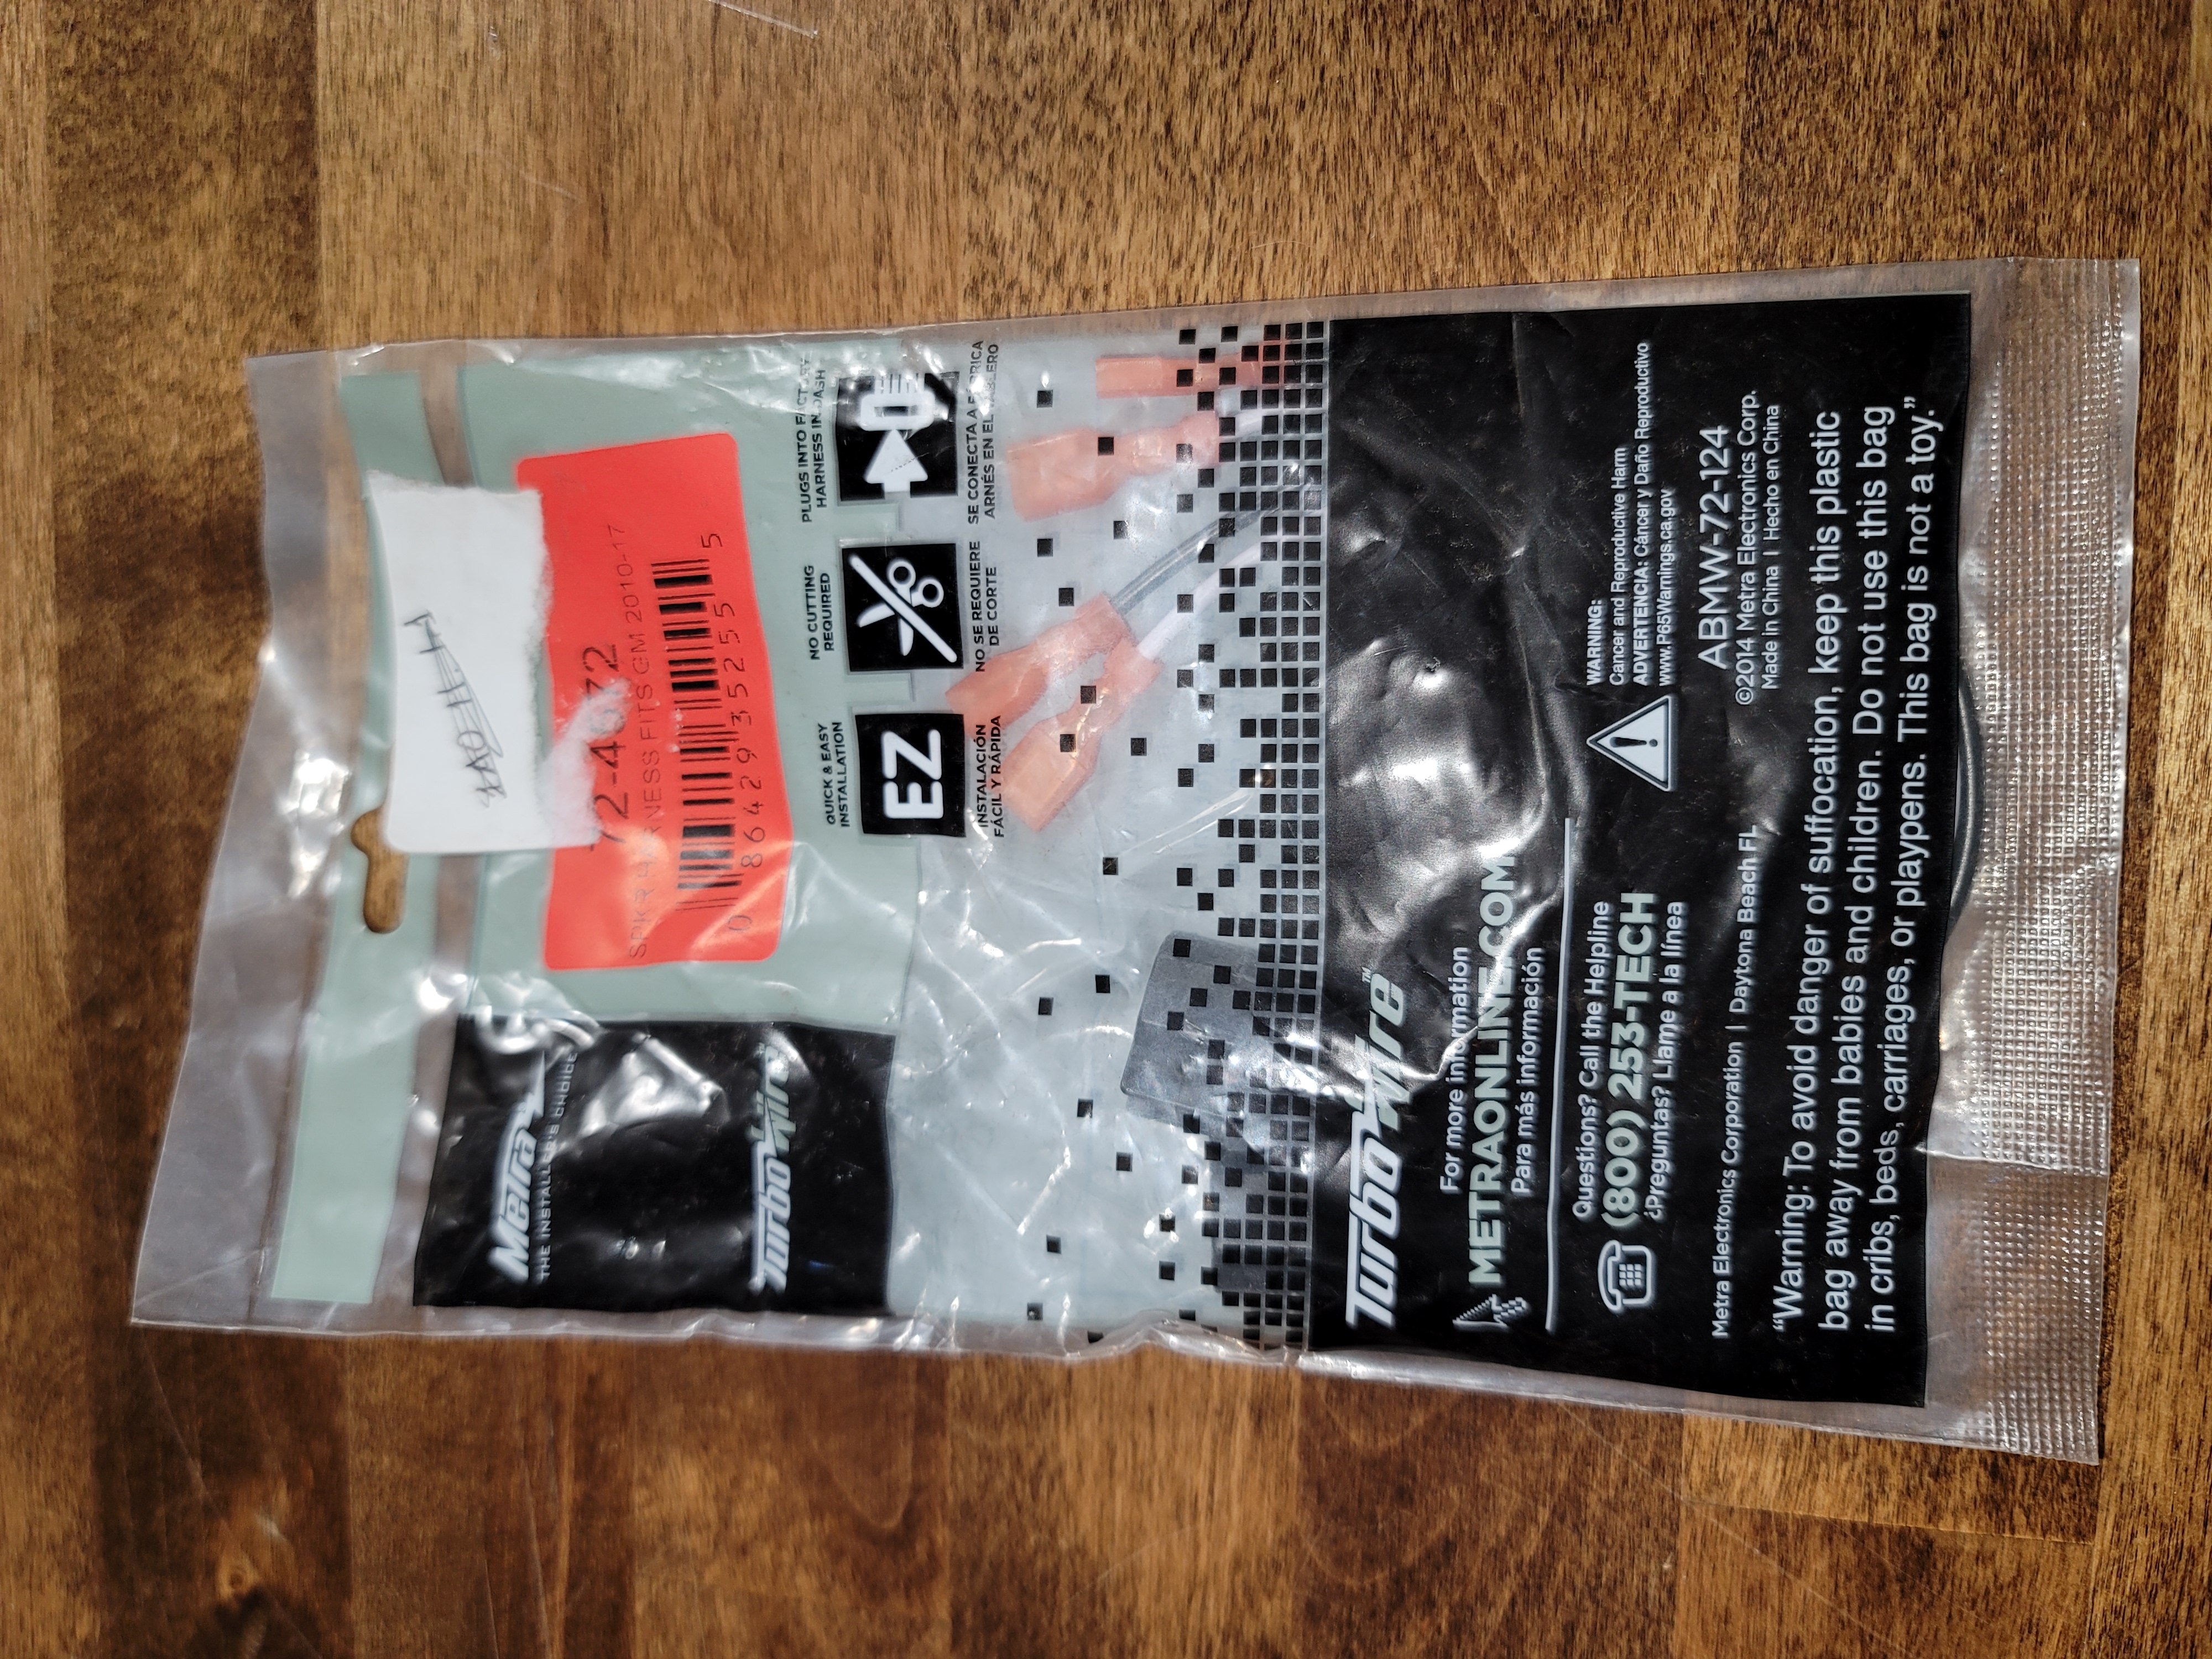 SPKR HARNESS FITS GM 2010-17
0 86429 35255 5
Metra
THE INSTALLER'S CHOICE
TurboWire
QUICK & EASY
INSTALLATION
EZ
INSTALACIÓN
FÁCIL Y RÁPIDA
NO CUTTING
REQUIRED
NO SE REQUIERE
DE CORTE
PLUGS INTO FACTORY
HARNESS IN DASH
SE CONECTA A FABRICA
ARNÉS EN EL TABLERO
TurboWire™
For more information
METRAONLINE.COM
Para más información
Questions? Call the Helpline
(800) 253-TECH
¿Preguntas? Llame a la línea
WARNING:
Cancer and Reproductive Harm
ADVERTENCIA: Cáncer y Daño Reproductivo
www.P65Warnings.ca.gov
ABMW-72-124
©2014 Metra Electronics Corp.
Metra Electronics Corporation | Daytona Beach FL
Made in China | Hecho en China
“Warning: To avoid danger of suffocation, keep this plastic
bag away from babies and children. Do not use this bag
in cribs, beds, carriages, or playpens. This bag is not a toy.”